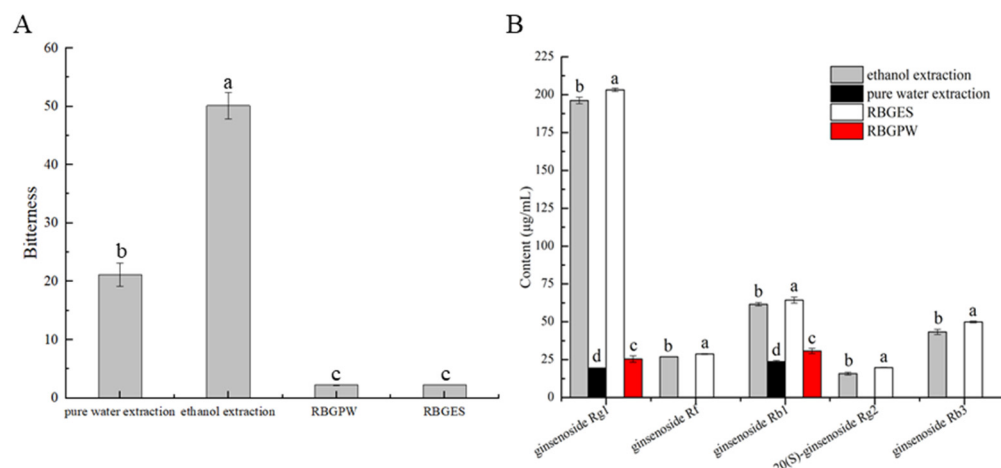 A
Bitterness
60
50
40
30
20
10
0
b
a
c
c
pure water extraction
ethanol extraction
RBGPW
RBGES
B
Content (μg/mL)
225
200
175
150
125
100
75
50
25
0
ethanol extraction
pure water extraction
RBGES
RBGPW
b
a
d
c
b
a
b
a
d
c
b
a
b
a
ginsenoside Rg1
ginsenoside Rf
ginsenoside Rb1
20(S)-ginsenoside Rg2
ginsenoside Rb3